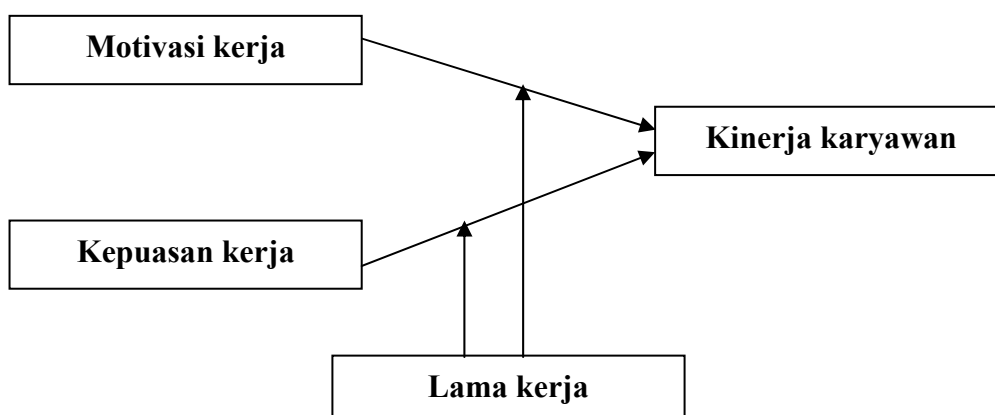 Motivasi kerja
Kinerja karyawan
Kepuasan kerja
Lama kerja